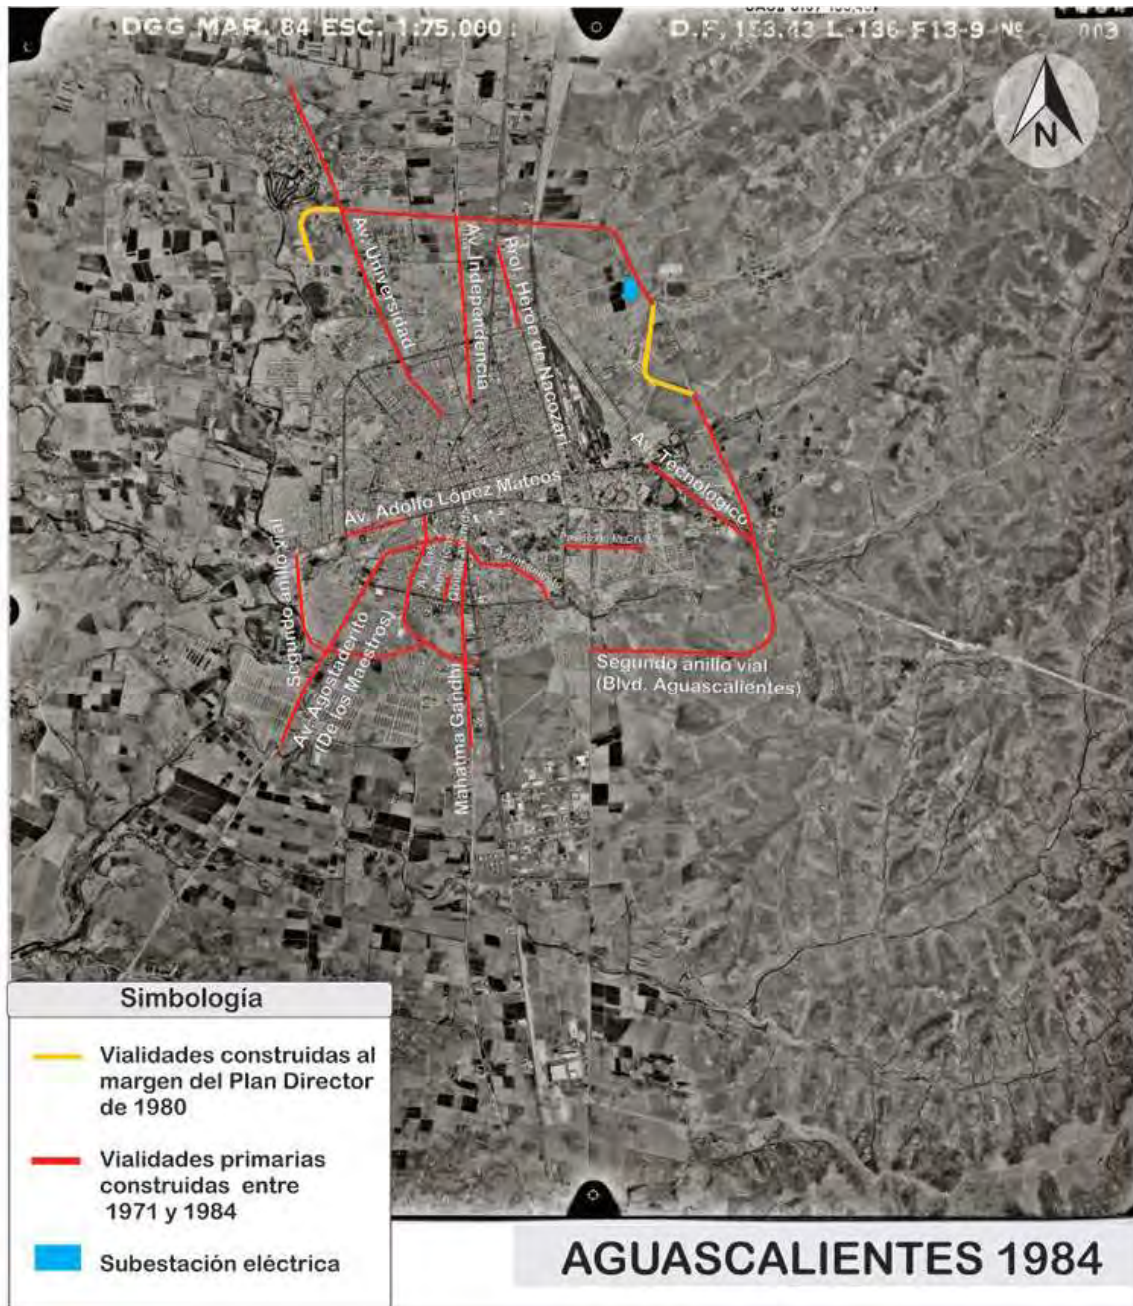 DGG MAR. 84 ESC. 1:75,000
D.F, 153.43 L-136 F13-9 Nº 003
N
Av. Universidad
Av. Independencia
Prol. Héroe de Nacozari
Av. Tecnológico
Av. Adolfo López Mateos
Segundo anillo vial
Av. Agostaderito
(De los Maestros)
Mahatma Gandhi
Segundo anillo vial
(Blvd. Aguascalientes)
Simbología
Vialidades construidas al
margen del Plan Director
de 1980
Vialidades primarias
construidas entre
1971 y 1984
Subestación eléctrica
AGUASCALIENTES 1984